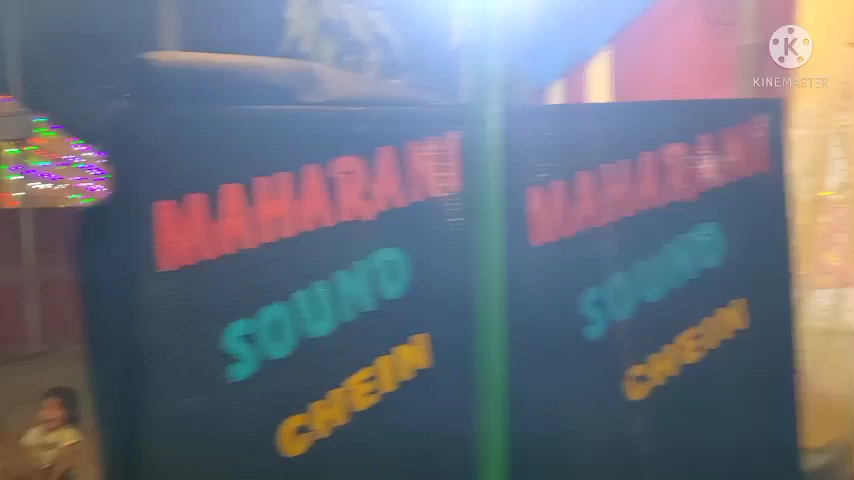 MAHARANI
SOUND
CHEIN
MAHARANI
SOUND
CHEIN
K
KINEMASTER